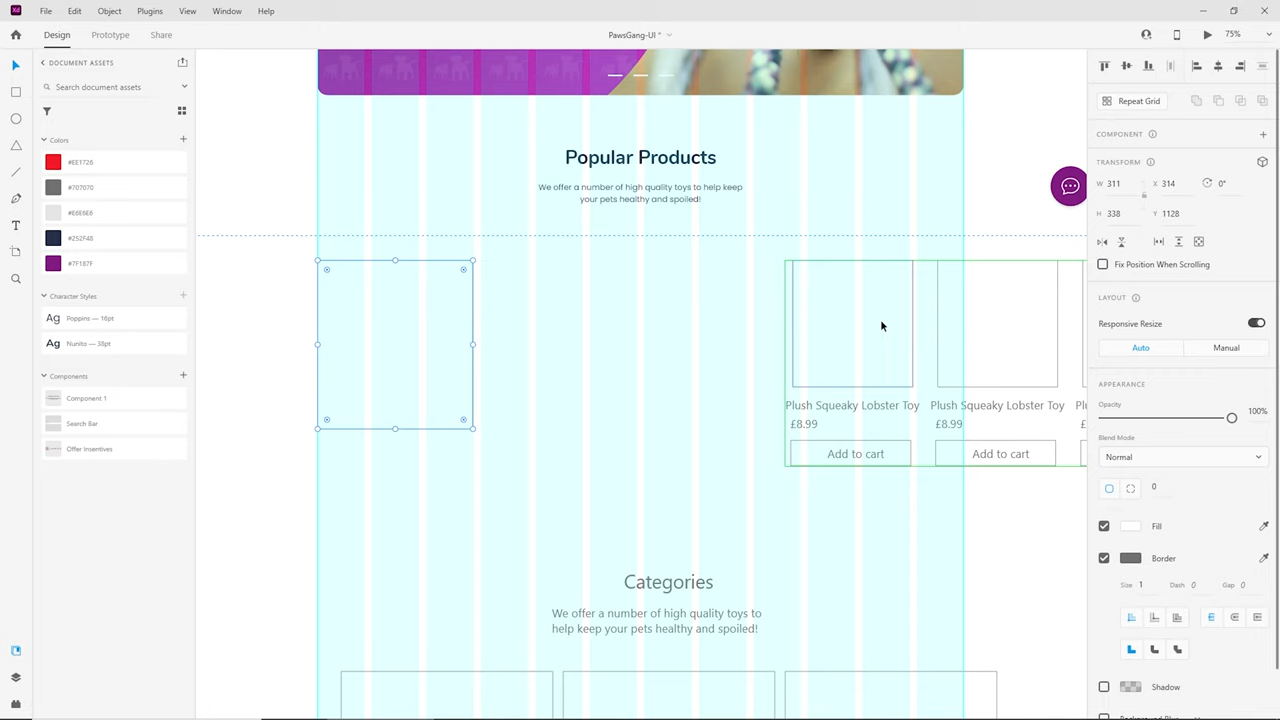 Xd File Edit Object Plugins View Window Help
Design Prototype Share
PawsGang-UI *
75%
DOCUMENT ASSETS
Search document assets
Colors
#EE1726
#707070
#E6E6E6
#252F48
#7F187F
Character Styles
Ag Poppins — 16pt
Ag Nunito — 38pt
Components
Component 1
Search Bar
Offer Insentives
Popular Products
We offer a number of high quality toys to help keep
your pets healthy and spoiled!
Plush Squeaky Lobster Toy Plush Squeaky Lobster Toy Pl
£8.99 £8.99 £
Add to cart Add to cart
Categories
We offer a number of high quality toys to
help keep your pets healthy and spoiled!
Repeat Grid
COMPONENT
TRANSFORM
W 311 X 314 0°
H 338 Y 1128
Fix Position When Scrolling
LAYOUT
Responsive Resize
Auto Manual
APPEARANCE
Opacity
100%
Blend Mode
Normal
0
Fill
Border
Size 1 Dash 0 Gap 0
Shadow